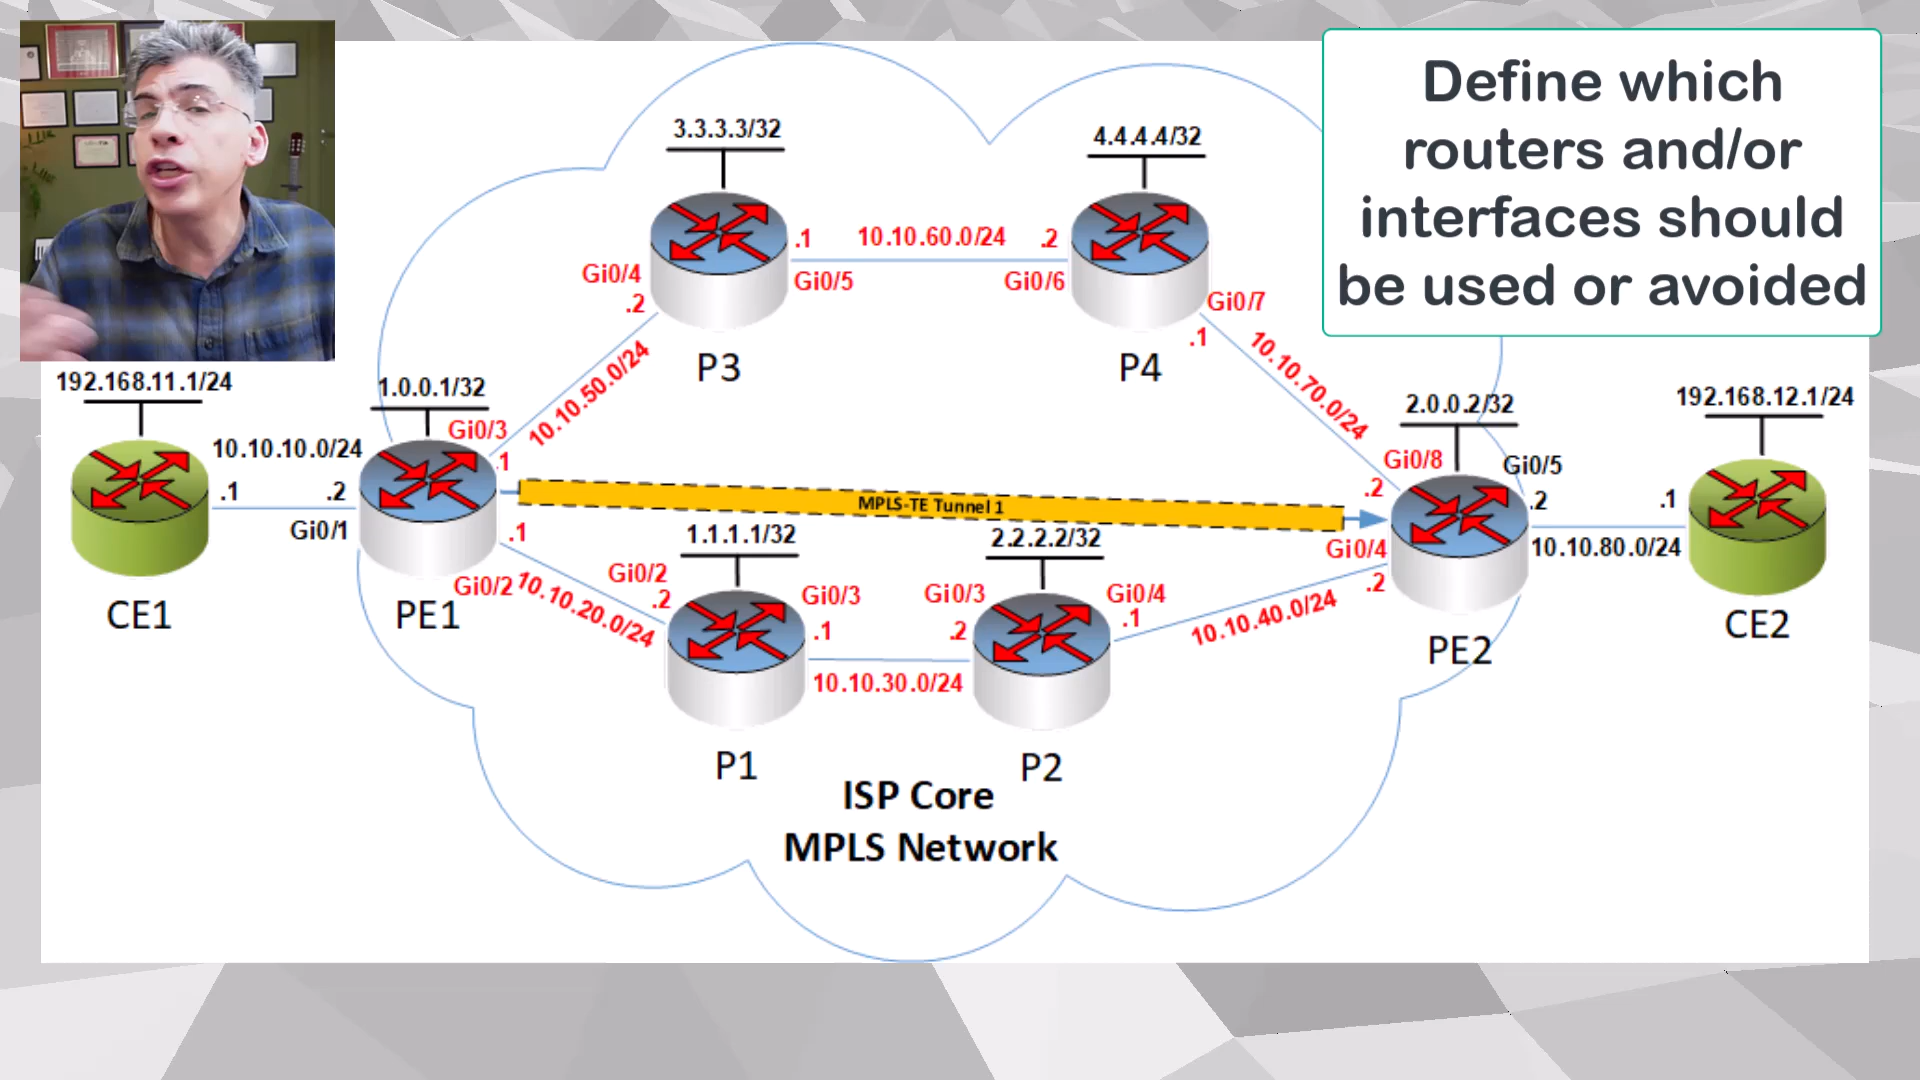 Define which
routers and/or
interfaces should
be used or avoided
3.3.3.3/32
4.4.4.4/32
.1
10.10.60.0/24
.2
Gi0/4
.2
Gi0/5
Gi0/6
Gi0/7
.1
P3
P4
10.10.50.0/24
10.10.70.0/24
192.168.11.1/24
1.0.0.1/32
2.0.0.2/32
192.168.12.1/24
Gi0/3
.1
10.10.10.0/24
.1
.2
Gi0/1
Gi0/8
.2
Gi0/5
.2
.1
10.10.80.0/24
MPLS-TE Tunnel 1
.1
1.1.1.1/32
2.2.2.2/32
Gi0/4
.2
Gi0/2
10.10.20.0/24
Gi0/2
.2
Gi0/3
.1
Gi0/3
.2
Gi0/4
.1
10.10.40.0/24
CE1
PE1
PE2
CE2
10.10.30.0/24
P1
P2
ISP Core
MPLS Network